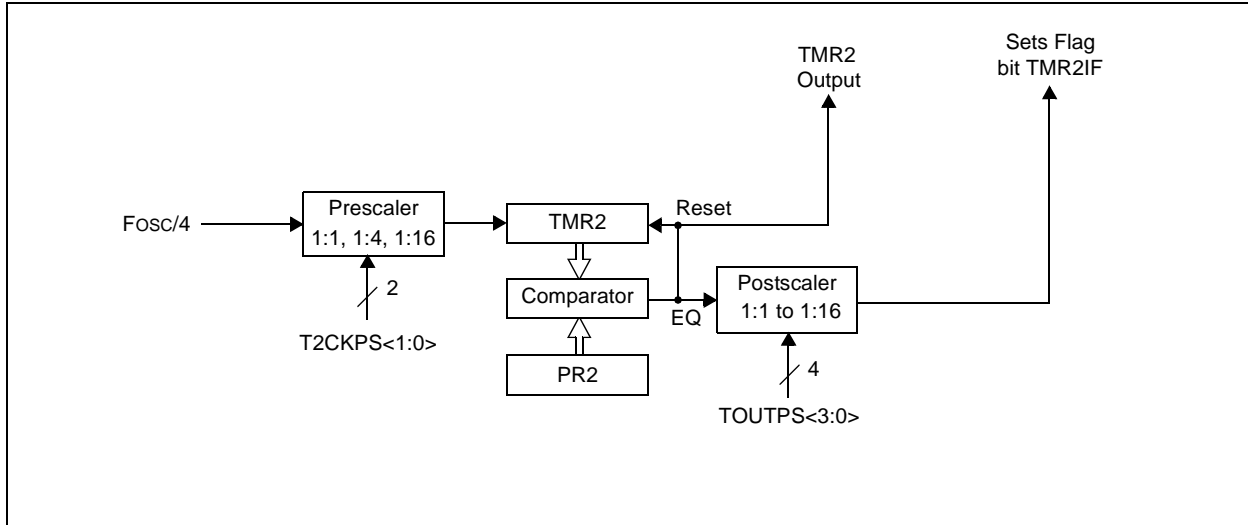 Sets Flag
bit TMR2IF
TMR2
Output
Reset
FOSC/4
Prescaler
1:1, 1:4, 1:16
TMR2
2
T2CKPS<1:0>
Comparator
EQ
Postscaler
1:1 to 1:16
PR2
4
TOUTPS<3:0>